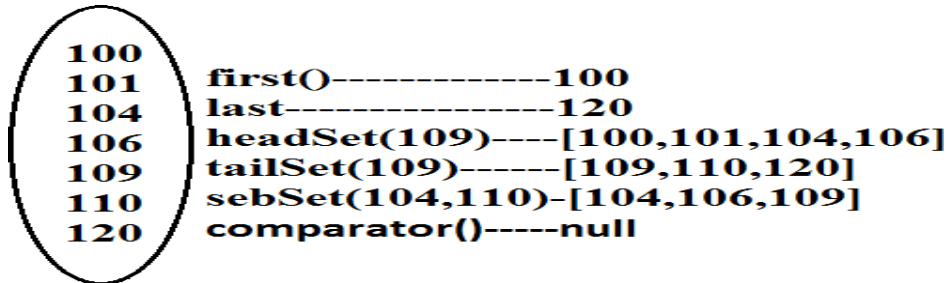 100
101
104
106
109
110
120
first()-------------100
last----------------120
headSet(109)----[100,101,104,106]
tailSet(109)------[109,110,120]
sebSet(104,110)-[104,106,109]
comparator()-----null